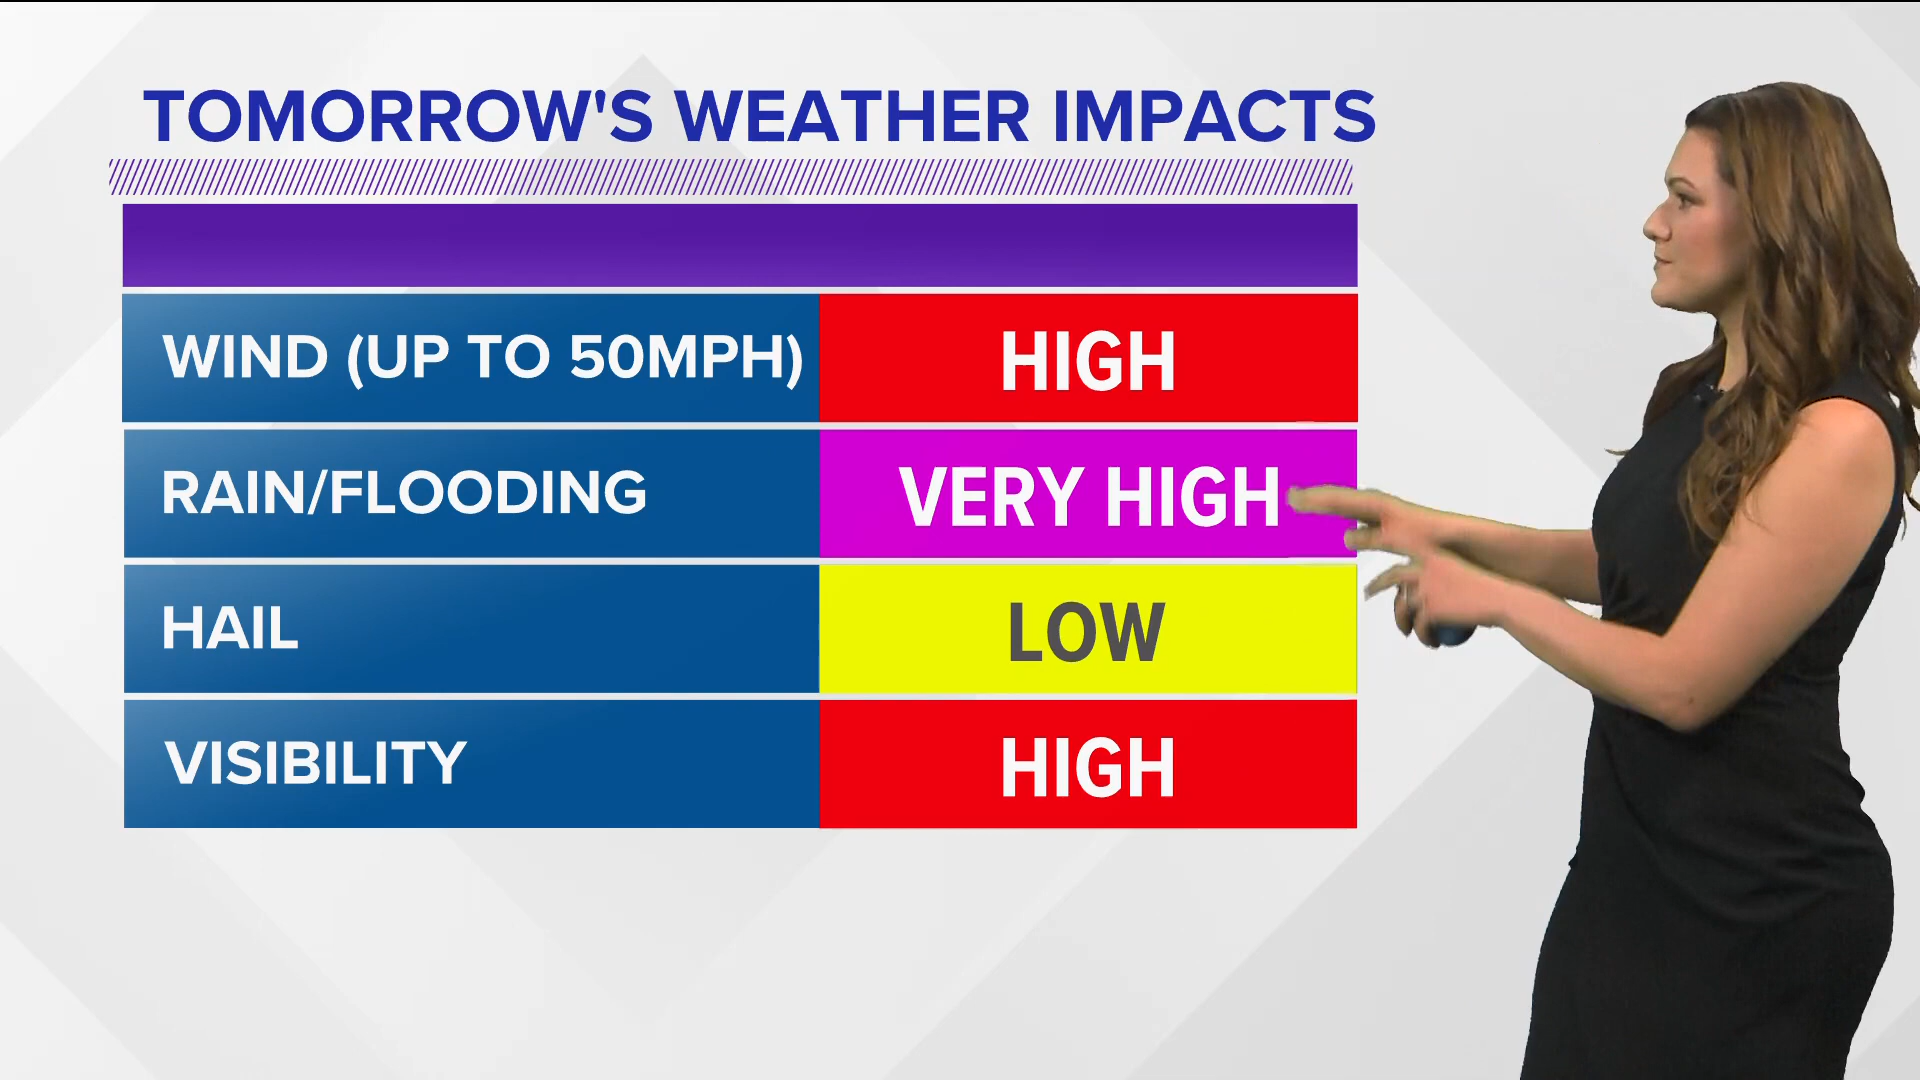 TOMORROW'S WEATHER IMPACTS
WIND (UP TO 50MPH) HIGH
RAIN/FLOODING VERY HIGH
HAIL LOW
VISIBILITY HIGH